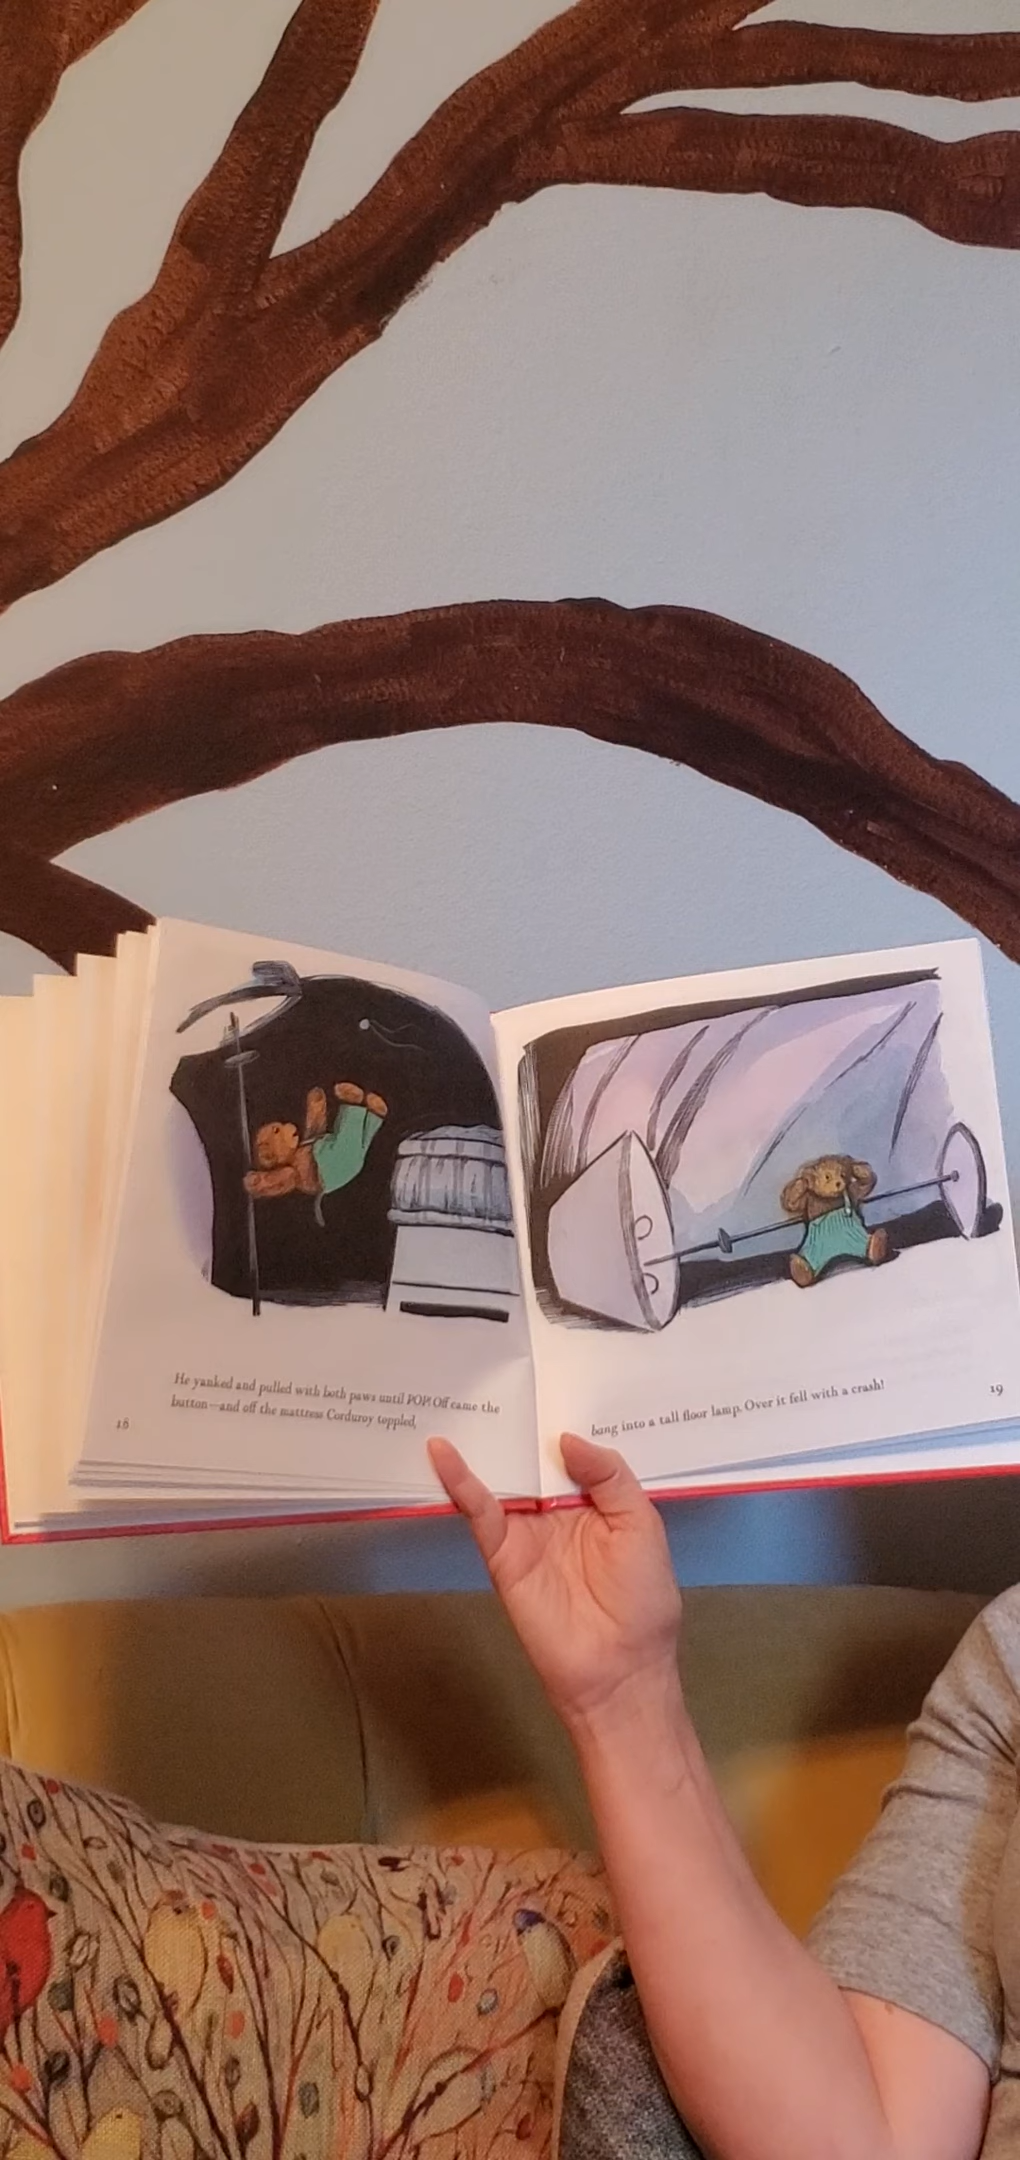 He yanked and pulled with both paws until POP! Off came the
button—and off the mattress Corduroy toppled,
16
bang into a tall floor lamp. Over it fell with a crash!
19